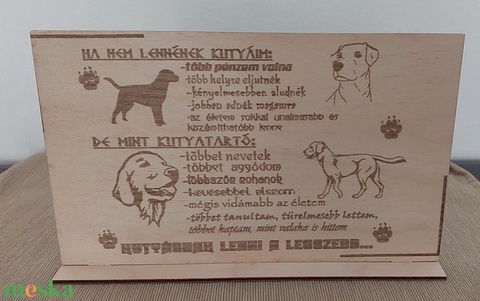 HA NEM LENNÉNEK KUTYÁIM:
-több pénzem volna
-több helyre eljutnék
-kényelmesebben aludnék
-jobban adnék magamra
-az életem sokkal unalmasabb és
kiszámíthatóbb lenne
DE MINT KUTYATARTÓ:
-többet nevetek
-többet aggódom
-többször rohanok
-kevesebbet alszom
-mégis vidámabb az életem
-többet tanultam, türelmesebb lettem,
többet kaptam, mint valaha is hittem
KUTYÁSNAK LENNI A LEGSZEBB...
meska